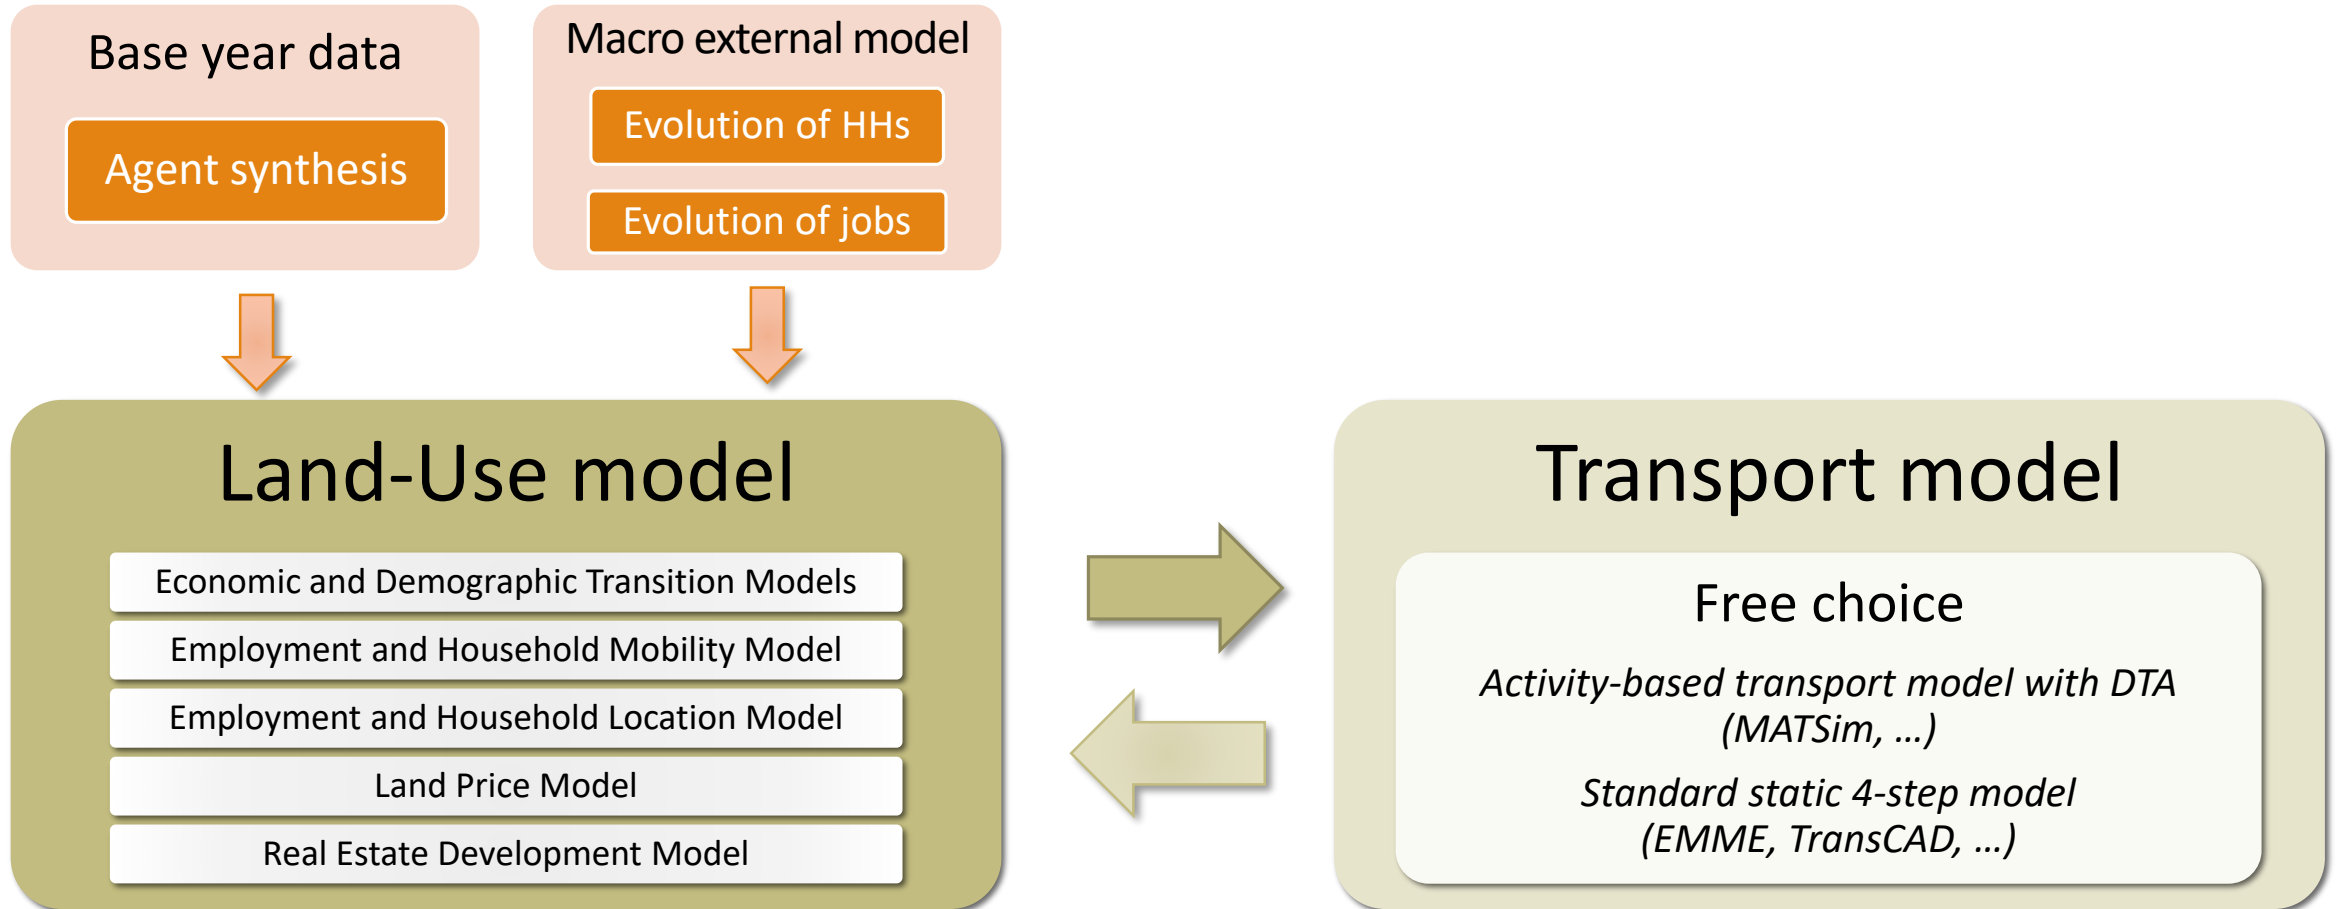 Base year data
Agent synthesis
Macro external model
Evolution of HHs
Evolution of jobs
Land-Use model
Economic and Demographic Transition Models
Employment and Household Mobility Model
Employment and Household Location Model
Land Price Model
Real Estate Development Model
Transport model
Free choice
Activity-based transport model with DTA
(MATSim, …)
Standard static 4-step model
(EMME, TransCAD, …)